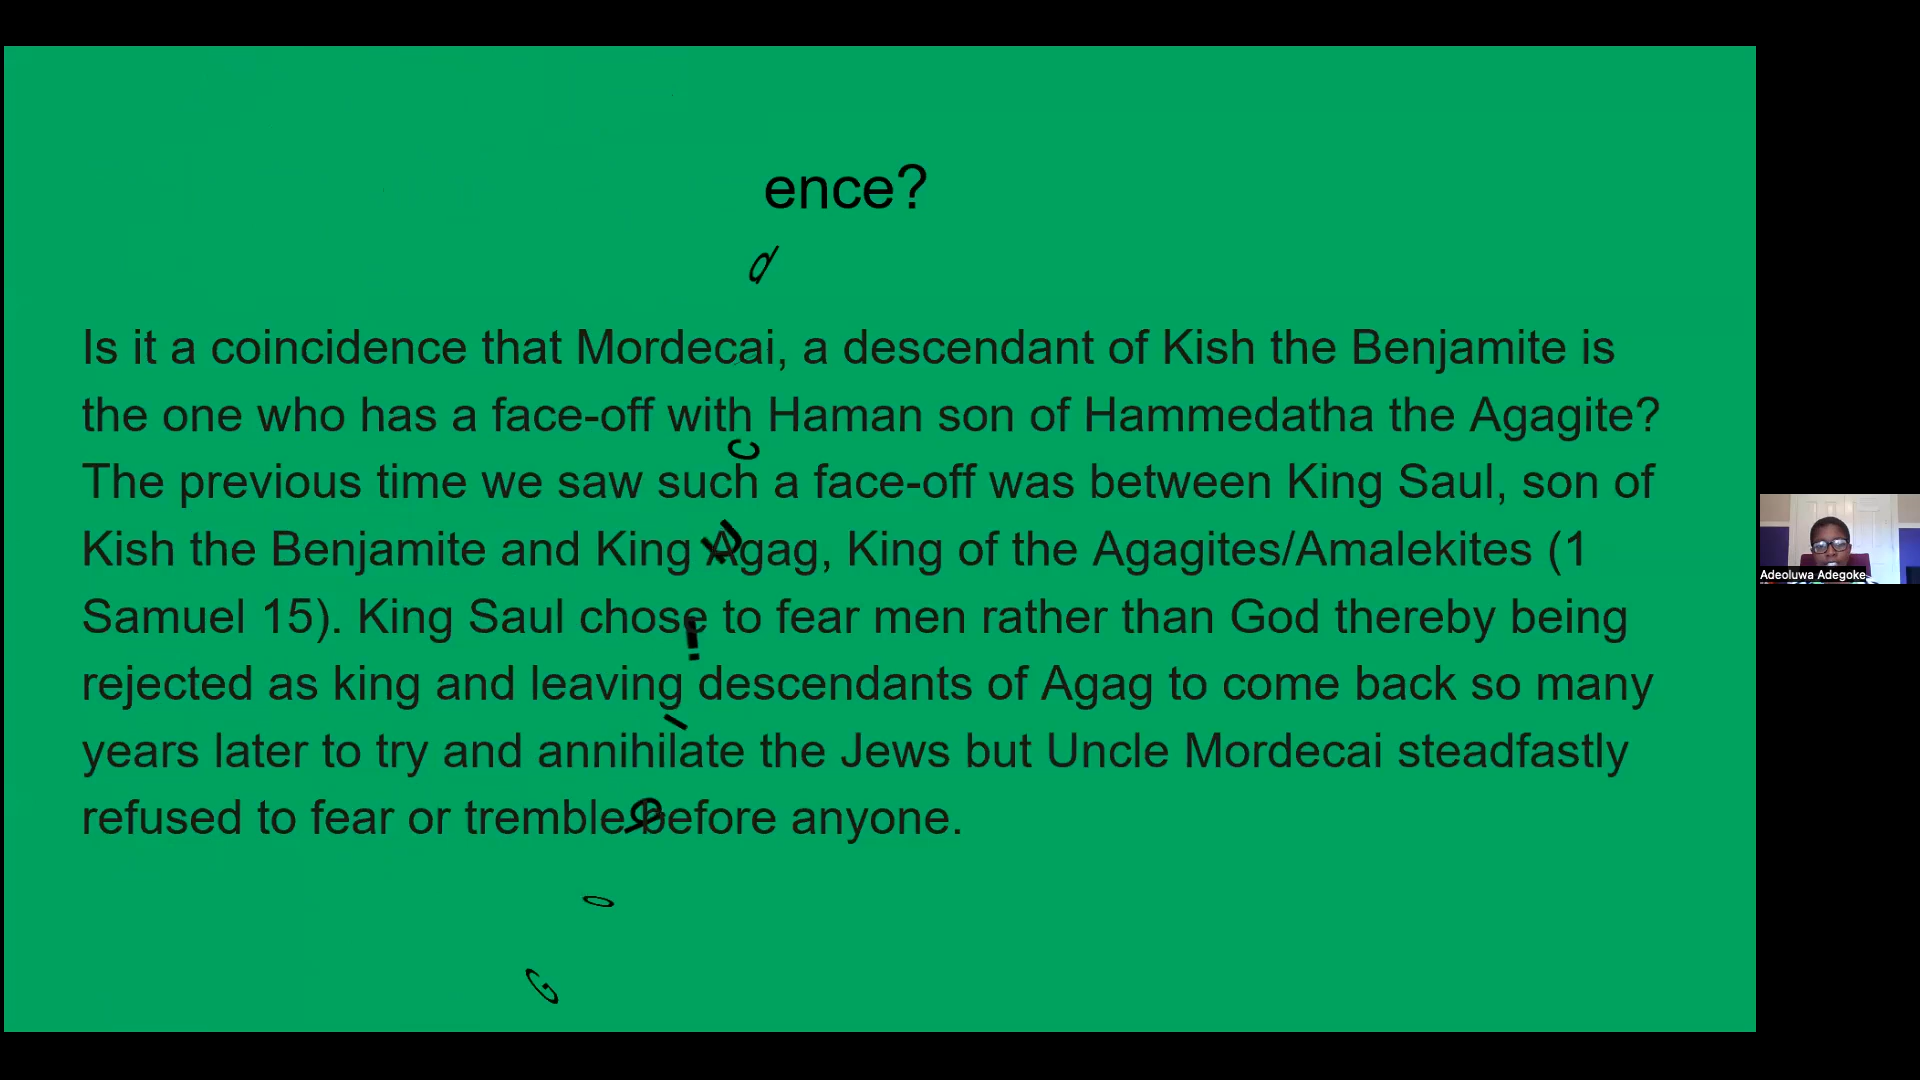 ence?
d
Is it a coincidence that Mordecai, a descendant of Kish the Benjamite is
the one who has a face-off with Haman son of Hammedatha the Agagite?
c
The previous time we saw such a face-off was between King Saul, son of
Kish the Benjamite and King Agag, King of the Agagites/Amalekites (1
Samuel 15). King Saul chose to fear men rather than God thereby being
rejected as king and leaving descendants of Agag to come back so many
years later to try and annihilate the Jews but Uncle Mordecai steadfastly
refused to fear or tremble before anyone.
G
Adeoluwa Adegoke